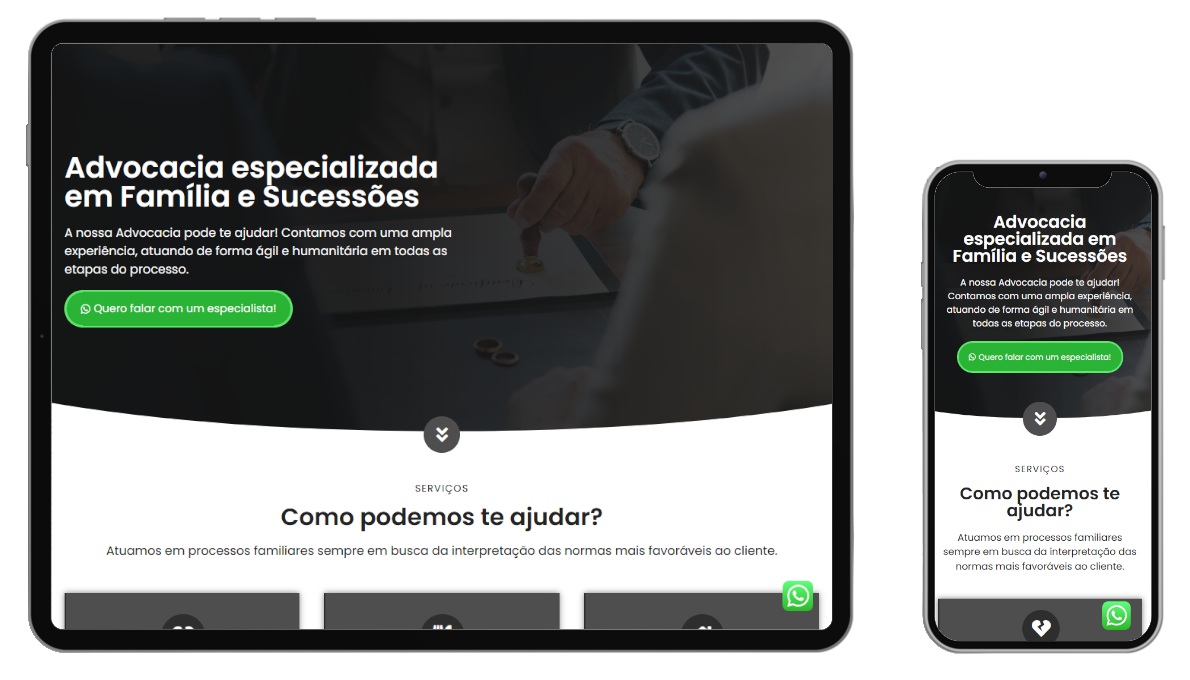 Advocacia especializada
em Família e Sucessões
A nossa Advocacia pode te ajudar! Contamos com uma ampla
experiência, atuando de forma ágil e humanitária em todas as
etapas do processo.
Quero falar com um especialista!
SERVIÇOS
Como podemos te ajudar?
Atuamos em processos familiares sempre em busca da interpretação das normas mais favoráveis ao cliente.
Advocacia
especializada em
Família e Sucessões
A nossa Advocacia pode te ajudar!
Contamos com uma ampla experiência,
atuando de forma ágil e humanitária em
todas as etapas do processo.
Quero falar com um especialista!
SERVIÇOS
Como podemos te
ajudar?
Atuamos em processos familiares
sempre em busca da interpretação das
normas mais favoráveis ao cliente.